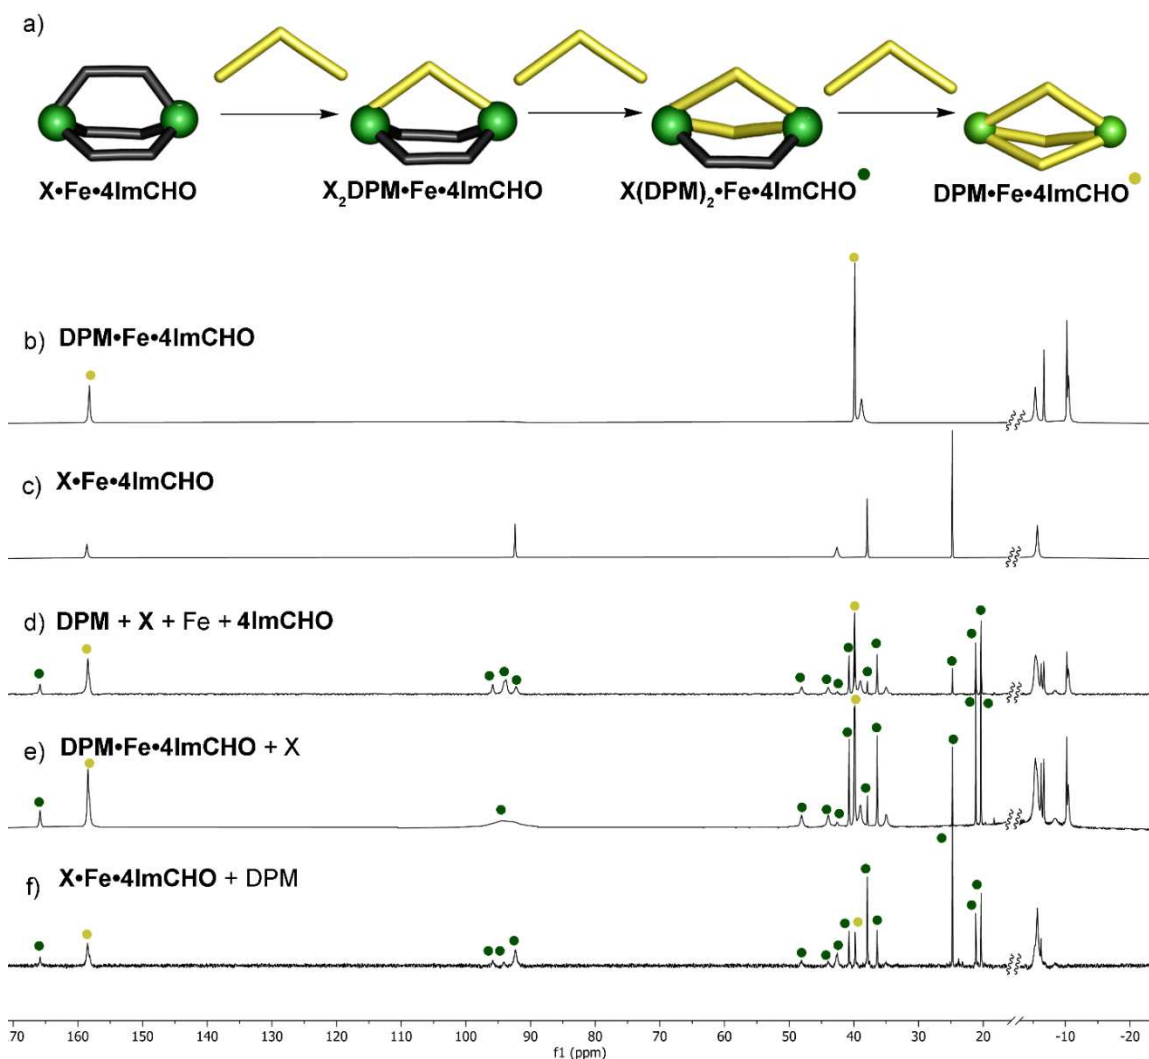 a)
X•Fe•4ImCHO
X₂DPM•Fe•4ImCHO
X(DPM)₂•Fe•4ImCHO
DPM•Fe•4ImCHO
b) DPM•Fe•4ImCHO
c) X•Fe•4ImCHO
d) DPM + X + Fe + 4ImCHO
e) DPM•Fe•4ImCHO + X
f) X•Fe•4ImCHO + DPM
70 160 150 140 130 120 110 100 90 80 70 60 50 40 30 20 -10 -20
f1 (ppm)